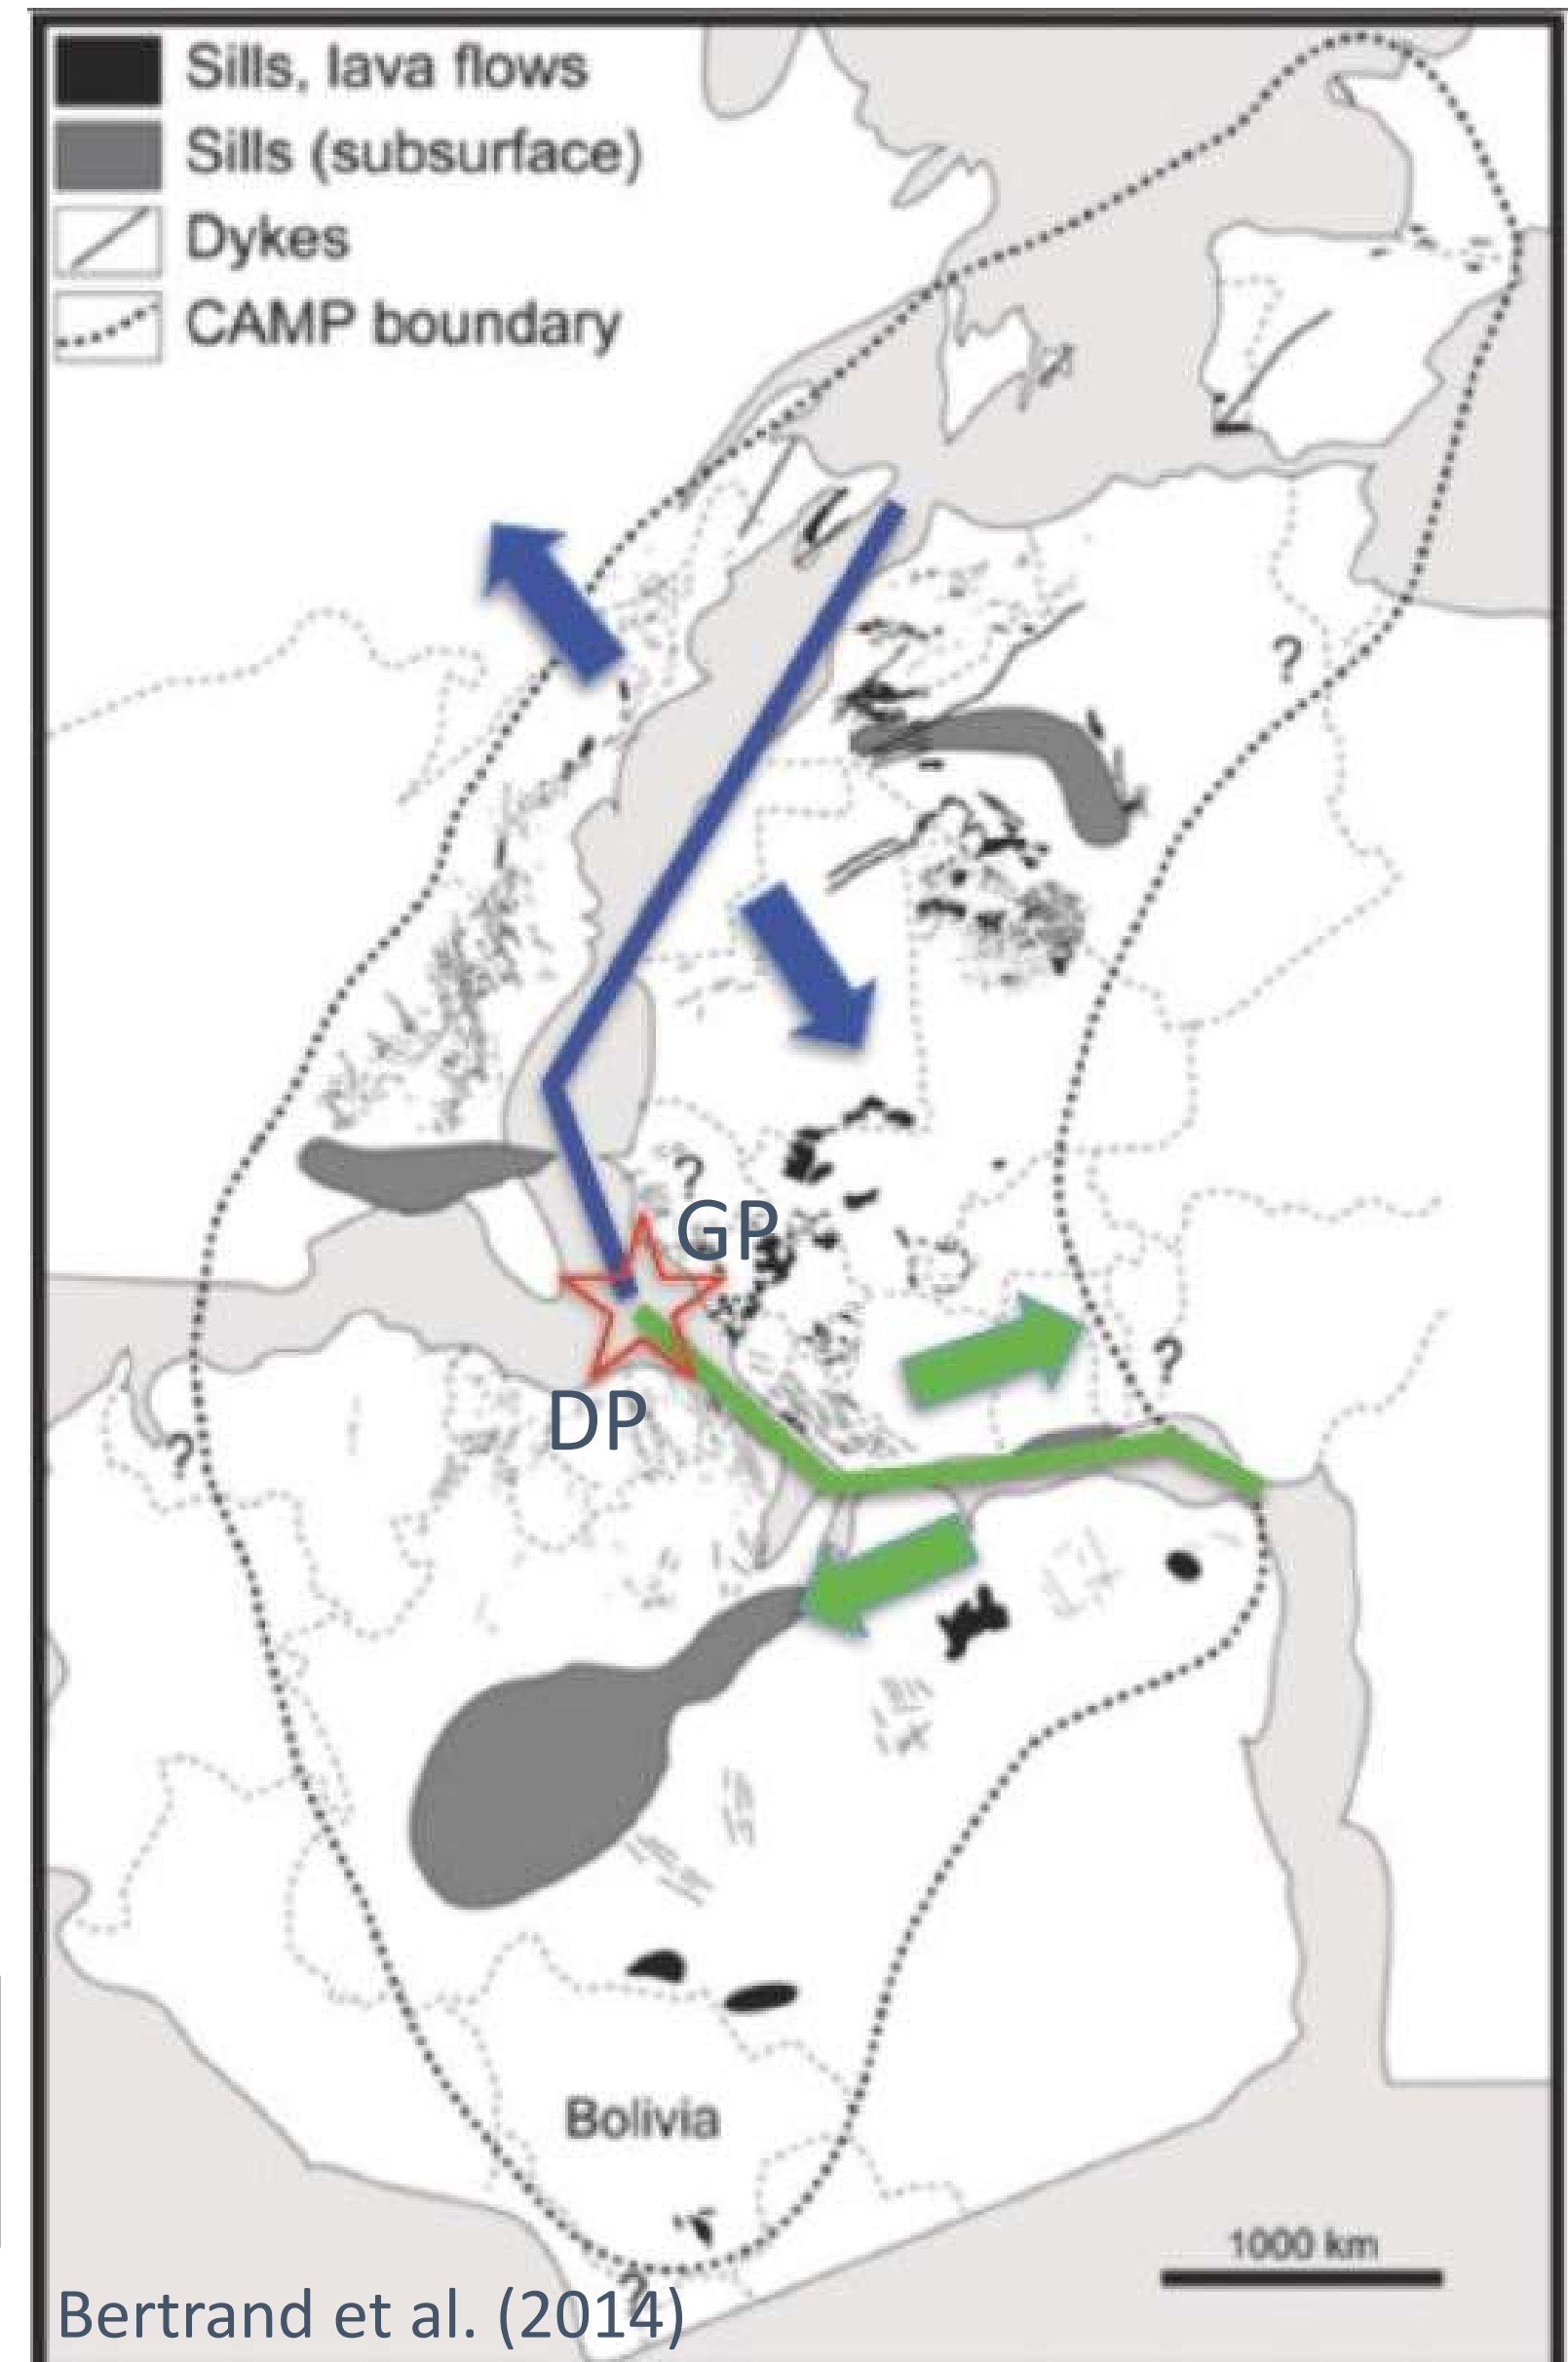 Sills, lava flows
Sills (subsurface)
Dykes
CAMP boundary
?
?
GP
?
DP
?
Bolivia
1000 km
?
Bertrand et al. (2014)